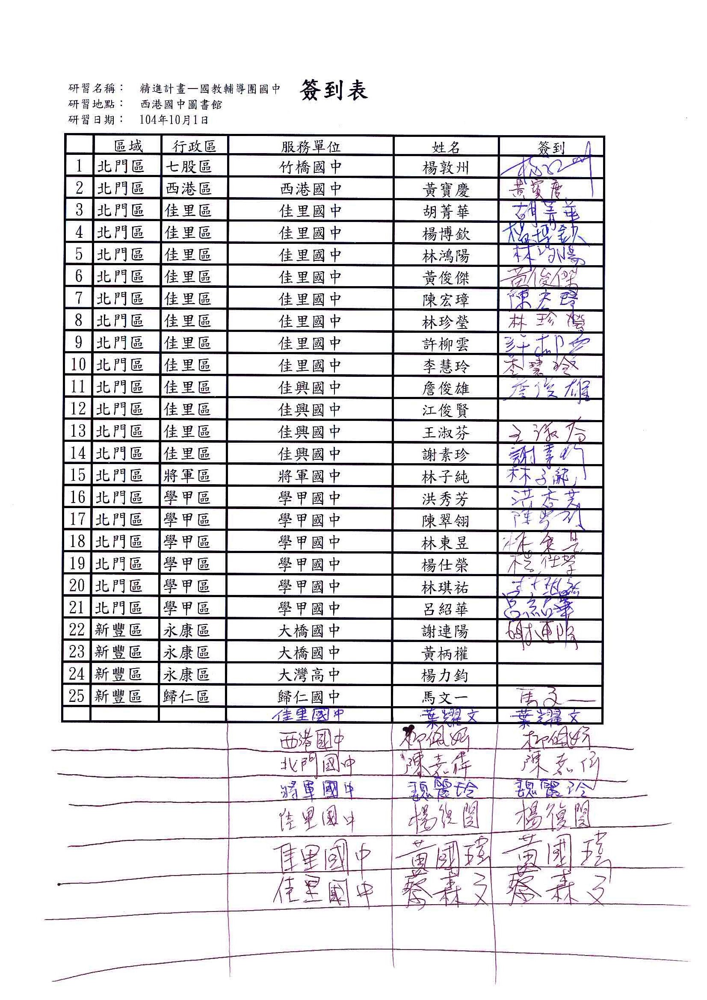 簽到表
研習名稱： 精進計畫—國教輔導團國中
研習地點： 西港國中圖書館
研習日期： 104年10月1日
區域 行政區 服務單位 姓名 簽到
1 北門區 七股區 竹橋國中 楊敦州
2 北門區 西港區 西港國中 黃寶慶 黃寶慶
3 北門區 佳里區 佳里國中 胡菁華 胡菁華
4 北門區 佳里區 佳里國中 楊博欽 楊博欽
5 北門區 佳里區 佳里國中 林鴻陽 林鴻陽
6 北門區 佳里區 佳里國中 黃俊傑 黃俊傑
7 北門區 佳里區 佳里國中 陳宏璋 陳宏璋
8 北門區 佳里區 佳里國中 林珍瑩 林珍瑩
9 北門區 佳里區 佳里國中 許柳雲 許柳雲
10 北門區 佳里區 佳里國中 李慧玲 李慧玲
11 北門區 佳里區 佳興國中 詹俊雄 詹俊雄
12 北門區 佳里區 佳興國中 江俊賢
13 北門區 佳里區 佳興國中 王淑芬 王淑芬
14 北門區 佳里區 佳興國中 謝素珍 謝素珍
15 北門區 將軍區 將軍國中 林子純 林子純
16 北門區 學甲區 學甲國中 洪秀芳 洪秀芳
17 北門區 學甲區 學甲國中 陳翠翎 陳翠翎
18 北門區 學甲區 學甲國中 林東昱 林東昱
19 北門區 學甲區 學甲國中 楊仕榮 楊仕榮
20 北門區 學甲區 學甲國中 林琪祐 林琪祐
21 北門區 學甲區 學甲國中 呂紹華 呂紹華
22 新豐區 永康區 大橋國中 謝連陽 謝連陽
23 新豐區 永康區 大橋國中 黃柄權
24 新豐區 永康區 大灣高中 楊力鈞
25 新豐區 歸仁區 歸仁國中 馬文一 馬文一
佳里國中 葉耀文 葉耀文
西港國中 柳佩妤 柳佩妤
北門國中 陳嘉偉 陳嘉偉
將軍國中 魏麗玲 魏麗玲
佳里國中 楊復閔 楊復閔
佳里國中 黃國瑋 黃國瑋
佳里國中 蔡森文 蔡森文